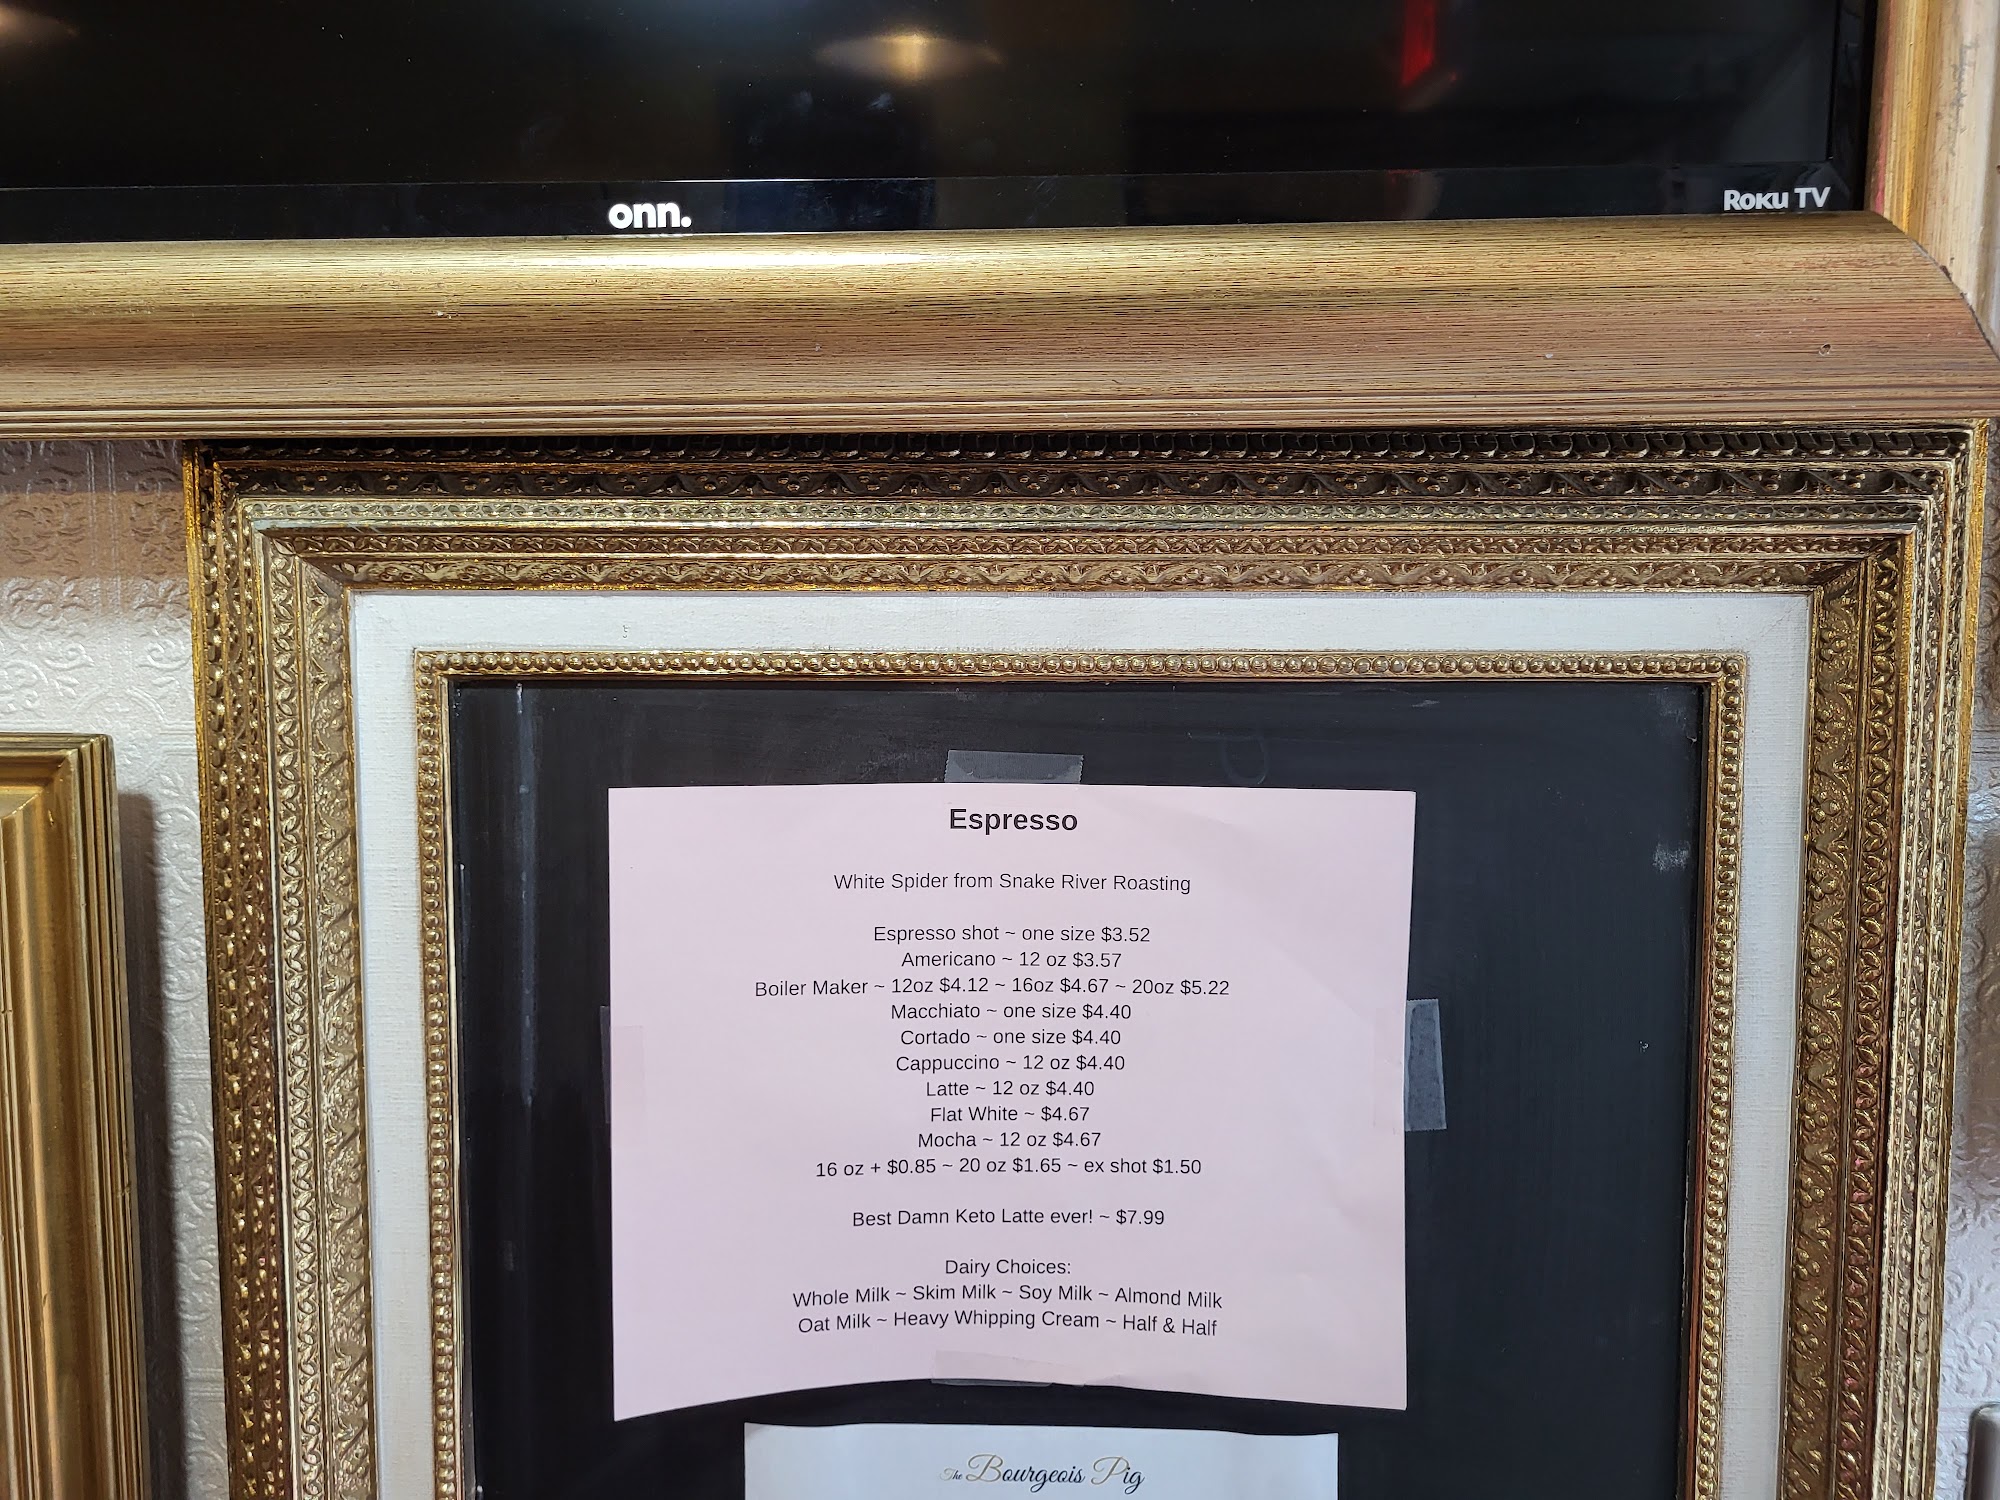 onn.
Roku TV
Espresso
White Spider from Snake River Roasting
Espresso shot ~ one size $3.52
Americano ~ 12 oz $3.57
Boiler Maker ~ 12oz $4.12 ~ 16oz $4.67 ~ 20oz $5.22
Macchiato ~ one size $4.40
Cortado ~ one size $4.40
Cappuccino ~ 12 oz $4.40
Latte ~ 12 oz $4.40
Flat White ~ $4.67
Mocha ~ 12 oz $4.67
16 oz + $0.85 ~ 20 oz $1.65 ~ ex shot $1.50
Best Damn Keto Latte ever! ~ $7.99
Dairy Choices:
Whole Milk ~ Skim Milk ~ Soy Milk ~ Almond Milk
Oat Milk ~ Heavy Whipping Cream ~ Half & Half
The Bourgeois Pig